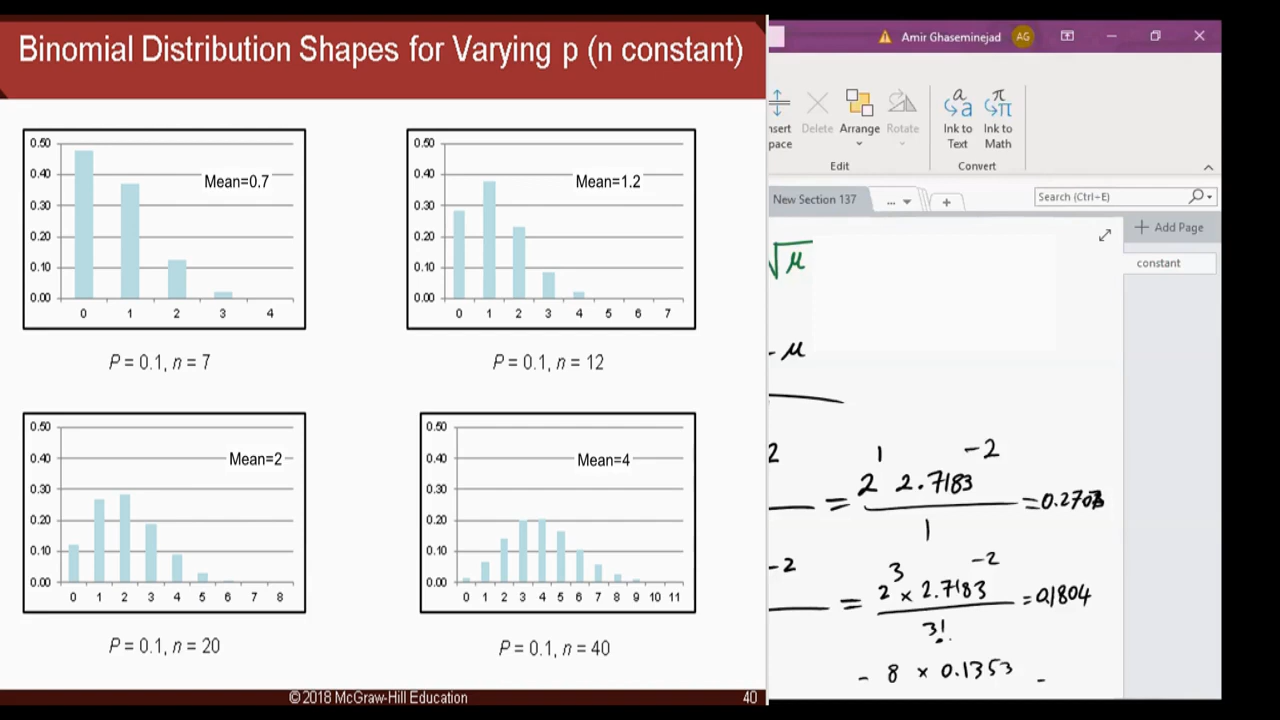 Binomial Distribution Shapes for Varying p (n constant)
0.50
0.40
0.30
0.20
0.10
0.00
Mean=0.7
0 1 2 3 4
P = 0.1, n = 7
0.50
0.40
0.30
0.20
0.10
0.00
Mean=1.2
0 1 2 3 4 5 6 7
P = 0.1, n = 12
0.50
0.40
0.30
0.20
0.10
0.00
Mean=2
0 1 2 3 4 5 6 7 8
P = 0.1, n = 20
0.50
0.40
0.30
0.20
0.10
0.00
Mean=4
0 1 2 3 4 5 6 7 8 9 10 11
P = 0.1, n = 40
©2018 McGraw-Hill Education 40
Amir Ghaseminejad AG
nsert
pace
Delete
Arrange
Rotate
Edit
Ink to
Text
Ink to
Math
Convert
New Section 137
...
+
Search (Ctrl+E)
+ Add Page
constant
√μ
- μ
2 1 -2
= 2 2.7183 =
1
-2 3 -2
= 2 × 2.7183 = 0.1804
3!
- 8 × 0.1353 -